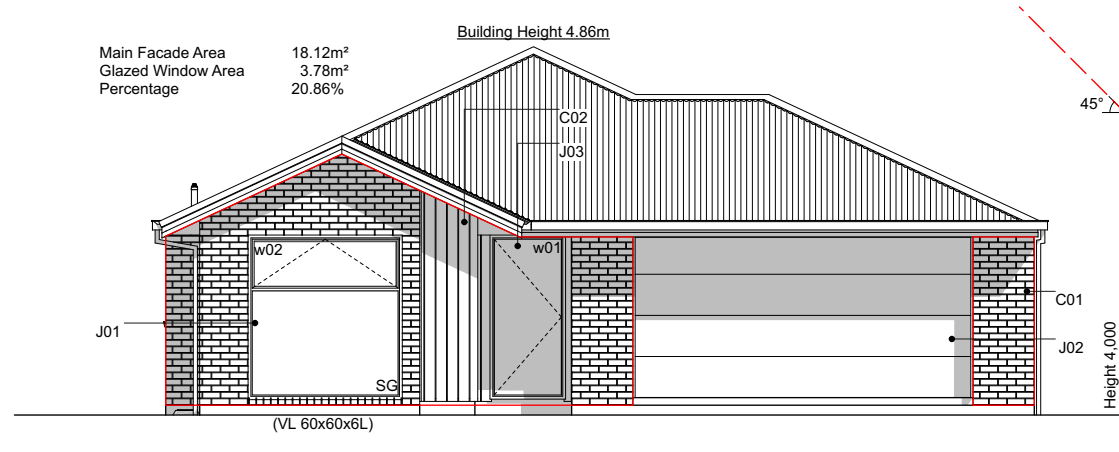 Building Height 4.86m
Main Facade Area 18.12m²
Glazed Window Area 3.78m²
Percentage 20.86%
45°
C02
J03
w02
w01
C01
J01
J02
SG
Height 4,000
(VL 60x60x6L)